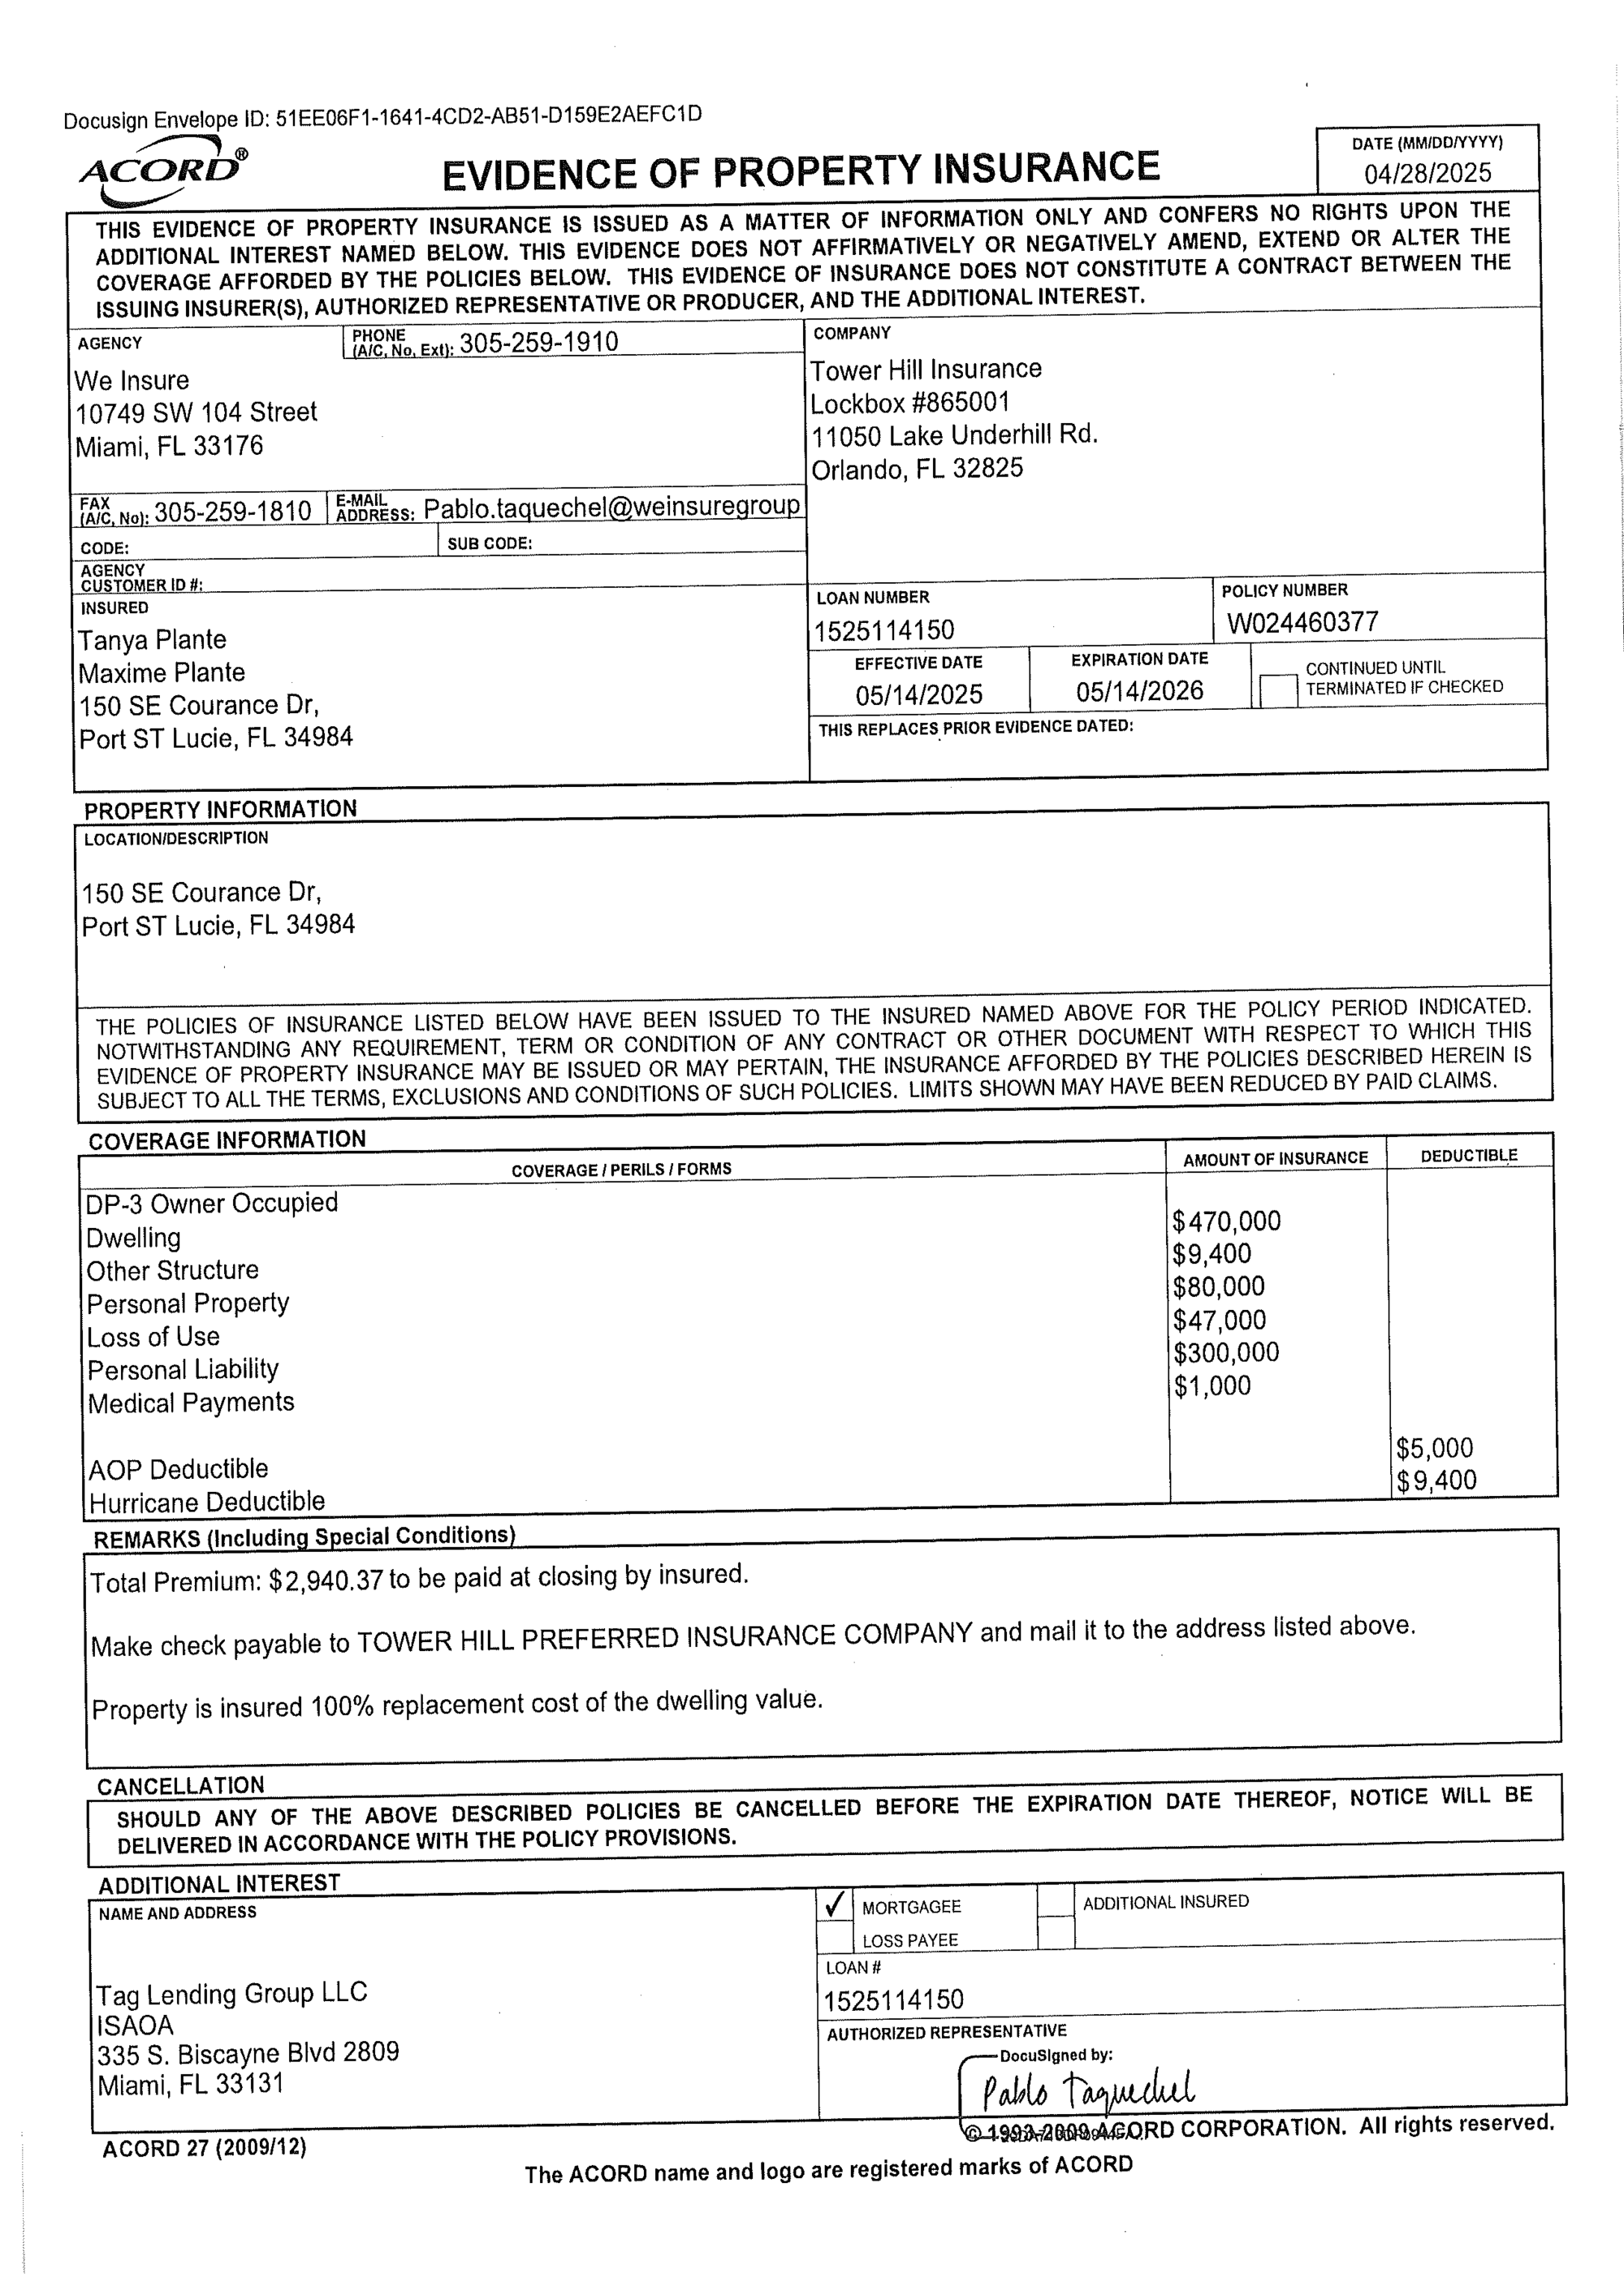 Docusign Envelope ID: 51EE06F1-1641-4CD2-AB51-D159E2AEFC1D
ACORD®
EVIDENCE OF PROPERTY INSURANCE
DATE (MM/DD/YYYY)
04/28/2025
THIS EVIDENCE OF PROPERTY INSURANCE IS ISSUED AS A MATTER OF INFORMATION ONLY AND CONFERS NO RIGHTS UPON THE
ADDITIONAL INTEREST NAMED BELOW. THIS EVIDENCE DOES NOT AFFIRMATIVELY OR NEGATIVELY AMEND, EXTEND OR ALTER THE
COVERAGE AFFORDED BY THE POLICIES BELOW. THIS EVIDENCE OF INSURANCE DOES NOT CONSTITUTE A CONTRACT BETWEEN THE
ISSUING INSURER(S), AUTHORIZED REPRESENTATIVE OR PRODUCER, AND THE ADDITIONAL INTEREST.
AGENCY
PHONE
(A/C, No, Ext): 305-259-1910
We Insure
10749 SW 104 Street
Miami, FL 33176
FAX
(A/C, No): 305-259-1810
E-MAIL
ADDRESS: Pablo.taquechel@weinsuregroup
CODE:
SUB CODE:
AGENCY
CUSTOMER ID #:
COMPANY
Tower Hill Insurance
Lockbox #865001
11050 Lake Underhill Rd.
Orlando, FL 32825
INSURED
Tanya Plante
Maxime Plante
150 SE Courance Dr,
Port ST Lucie, FL 34984
LOAN NUMBER
1525114150
POLICY NUMBER
W024460377
EFFECTIVE DATE
05/14/2025
EXPIRATION DATE
05/14/2026
CONTINUED UNTIL
TERMINATED IF CHECKED
THIS REPLACES PRIOR EVIDENCE DATED:
PROPERTY INFORMATION
LOCATION/DESCRIPTION
150 SE Courance Dr,
Port ST Lucie, FL 34984
THE POLICIES OF INSURANCE LISTED BELOW HAVE BEEN ISSUED TO THE INSURED NAMED ABOVE FOR THE POLICY PERIOD INDICATED.
NOTWITHSTANDING ANY REQUIREMENT, TERM OR CONDITION OF ANY CONTRACT OR OTHER DOCUMENT WITH RESPECT TO WHICH THIS
EVIDENCE OF PROPERTY INSURANCE MAY BE ISSUED OR MAY PERTAIN, THE INSURANCE AFFORDED BY THE POLICIES DESCRIBED HEREIN IS
SUBJECT TO ALL THE TERMS, EXCLUSIONS AND CONDITIONS OF SUCH POLICIES. LIMITS SHOWN MAY HAVE BEEN REDUCED BY PAID CLAIMS.
COVERAGE INFORMATION
COVERAGE / PERILS / FORMS
AMOUNT OF INSURANCE
DEDUCTIBLE
DP-3 Owner Occupied
Dwelling $470,000
Other Structure $9,400
Personal Property $80,000
Loss of Use $47,000
Personal Liability $300,000
Medical Payments $1,000
AOP Deductible $5,000
Hurricane Deductible $9,400
REMARKS (Including Special Conditions)
Total Premium: $2,940.37 to be paid at closing by insured.
Make check payable to TOWER HILL PREFERRED INSURANCE COMPANY and mail it to the address listed above.
Property is insured 100% replacement cost of the dwelling value.
CANCELLATION
SHOULD ANY OF THE ABOVE DESCRIBED POLICIES BE CANCELLED BEFORE THE EXPIRATION DATE THEREOF, NOTICE WILL BE
DELIVERED IN ACCORDANCE WITH THE POLICY PROVISIONS.
ADDITIONAL INTEREST
NAME AND ADDRESS
Tag Lending Group LLC
ISAOA
335 S. Biscayne Blvd 2809
Miami, FL 33131
✓ MORTGAGEE
ADDITIONAL INSURED
LOSS PAYEE
LOAN #
1525114150
AUTHORIZED REPRESENTATIVE
DocuSigned by:
Pablo Taquechel
ACORD 27 (2009/12)
© 1993-2009 ACORD CORPORATION. All rights reserved.
The ACORD name and logo are registered marks of ACORD